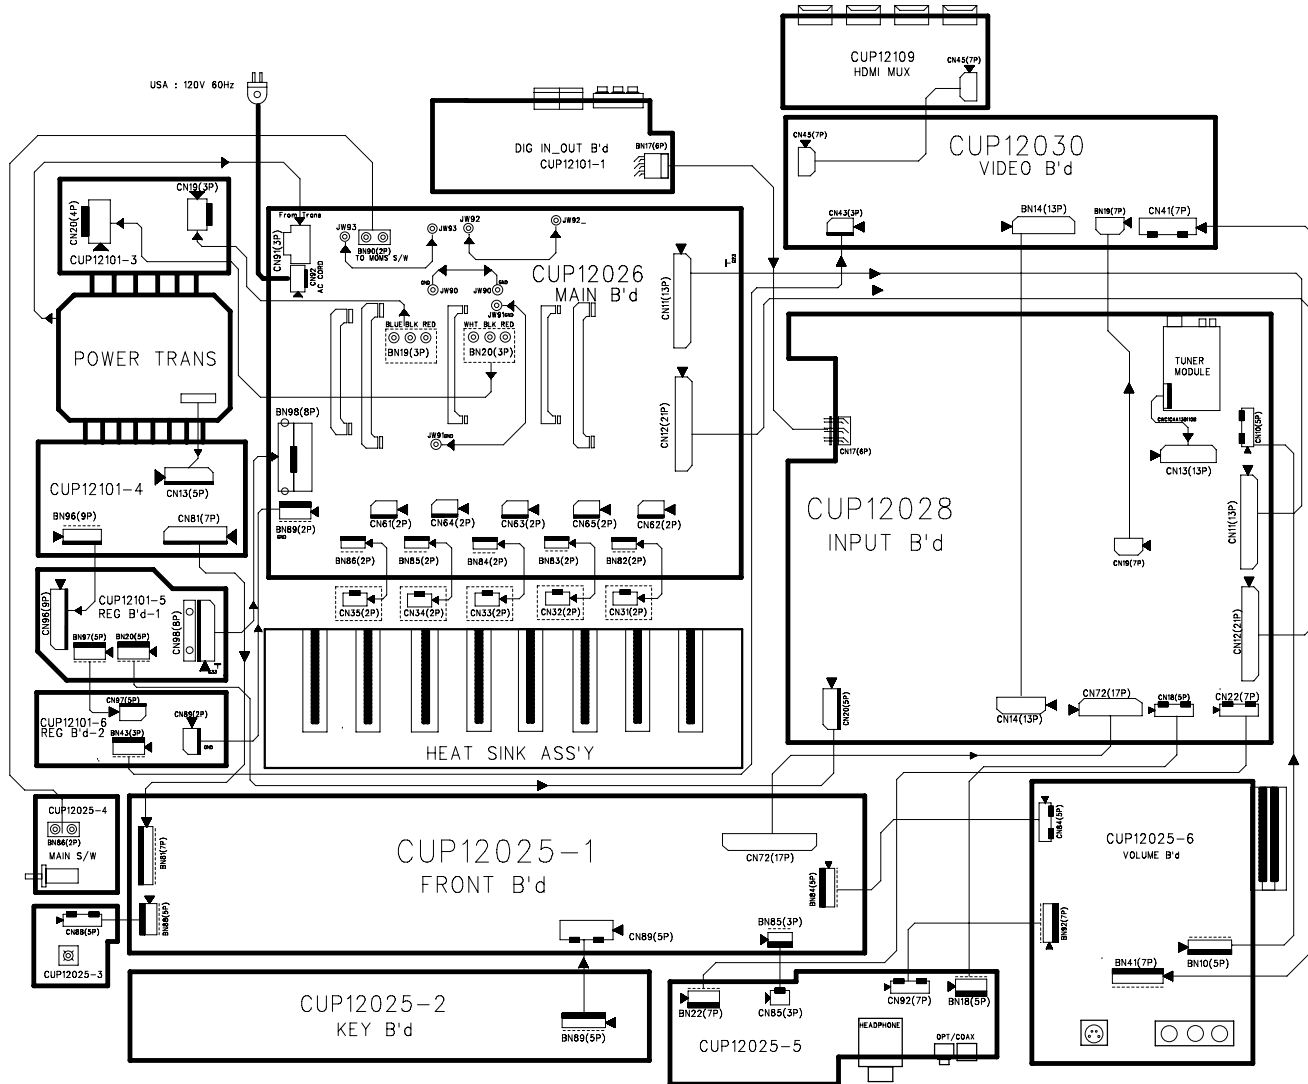 CUP12109
HDMI MUX
CN45(7P)
USA : 120V 60Hz
DIG IN_OUT B'd
CUP12101-1
BN17(6P)
CN45(7P)
CUP12030
VIDEO B'd
CN43(3P)
BN14(13P)
BN19(7P)
CN41(7P)
CN19(3P)
CN20(4P)
CUP12101-3
From Trans
CN91(3P)
CN92
AC CORD
JW93
BN90(2P)
TO MOMS S/W
JW93
JW92
JW92_
CUP12026
MAIN B'd
GND
JW90
JW90
GND
JW91GND
CN11(13P)
BLUE BLK RED
BN19(3P)
WHT BLK RED
BN20(3P)
POWER TRANS
TUNER
MODULE
BN98(8P)
JW91GND
CN12(21P)
CN17(6P)
CN10(5P)
CN13(13P)
CUP12101-4
CN13(5P)
BN96(9P)
CN81(7P)
BN89(2P)
GND
CN61(2P)
CN64(2P)
CN63(2P)
CN65(2P)
CN62(2P)
CUP12028
INPUT B'd
CN11(13P)
BN86(2P)
BN85(2P)
BN84(2P)
BN83(2P)
BN82(2P)
CN19(7P)
CUP12101-5
REG B'd-1
CN96(9P)
BN97(5P)
BN20(5P)
CN98(8P)
CN35(2P)
CN34(2P)
CN33(2P)
CN32(2P)
CN31(2P)
CN12(21P)
CUP12101-6
REG B'd-2
CN97(5P)
BN43(3P)
CN89(2P)
GND
HEAT SINK ASS'Y
CN20(5P)
CN14(13P)
CN72(17P)
CN18(5P)
CN22(7P)
CUP12025-4
BN86(2P)
MAIN S/W
BN81(7P)
CUP12025-1
FRONT B'd
CN72(17P)
BN84(5P)
CN84(5P)
CUP12025-6
VOLUME B'd
CN88(5P)
CUP12025-3
BN88(5P)
CN89(5P)
BN85(3P)
BN92(7P)
BN41(7P)
BN10(5P)
CUP12025-2
KEY B'd
BN89(5P)
BN22(7P)
CN85(3P)
CN92(7P)
BN18(5P)
CUP12025-5
HEADPHONE
OPT/COAX